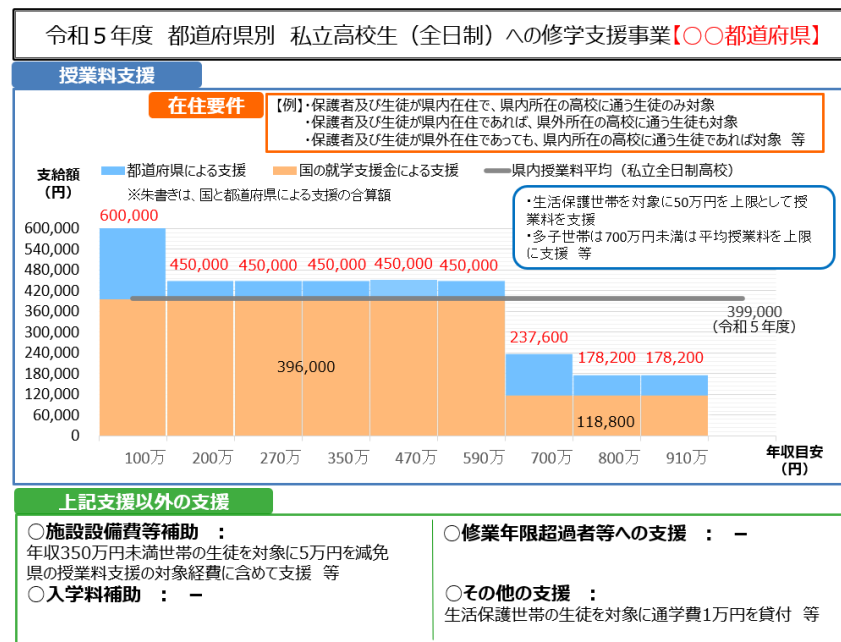 令和５年度 都道府県別 私立高校生（全日制）への修学支援事業【○○都道府県】
授業料支援
在住要件
【例】・保護者及び生徒が県内在住で、県内所在の高校に通う生徒のみ対象
・保護者及び生徒が県内在住であれば、県外所在の高校に通う生徒も対象
・保護者及び生徒が県外在住であっても、県内所在の高校に通う生徒であれば対象 等
支給額
（円）
都道府県による支援 国の就学支援金による支援 県内授業料平均（私立全日制高校）
※朱書きは、国と都道府県による支援の合算額
・生活保護世帯を対象に50万円を上限として授
業料を支援
・多子世帯は700万円未満は平均授業料を上限
に支援 等
600,000
540,000
480,000
420,000
360,000
300,000
240,000
180,000
120,000
60,000
0
600,000
450,000 450,000 450,000 450,000 450,000
399,000
（令和５年度）
237,600
178,200 178,200
396,000
118,800
100万 200万 270万 350万 470万 590万 700万 800万 910万
年収目安
（円）
上記支援以外の支援
○施設設備費等補助 ：
年収350万円未満世帯の生徒を対象に5万円を減免
県の授業料支援の対象経費に含めて支援 等
○入学料補助 ： －
○修業年限超過者等への支援 ： －
○その他の支援 ：
生活保護世帯の生徒を対象に通学費1万円を貸付 等